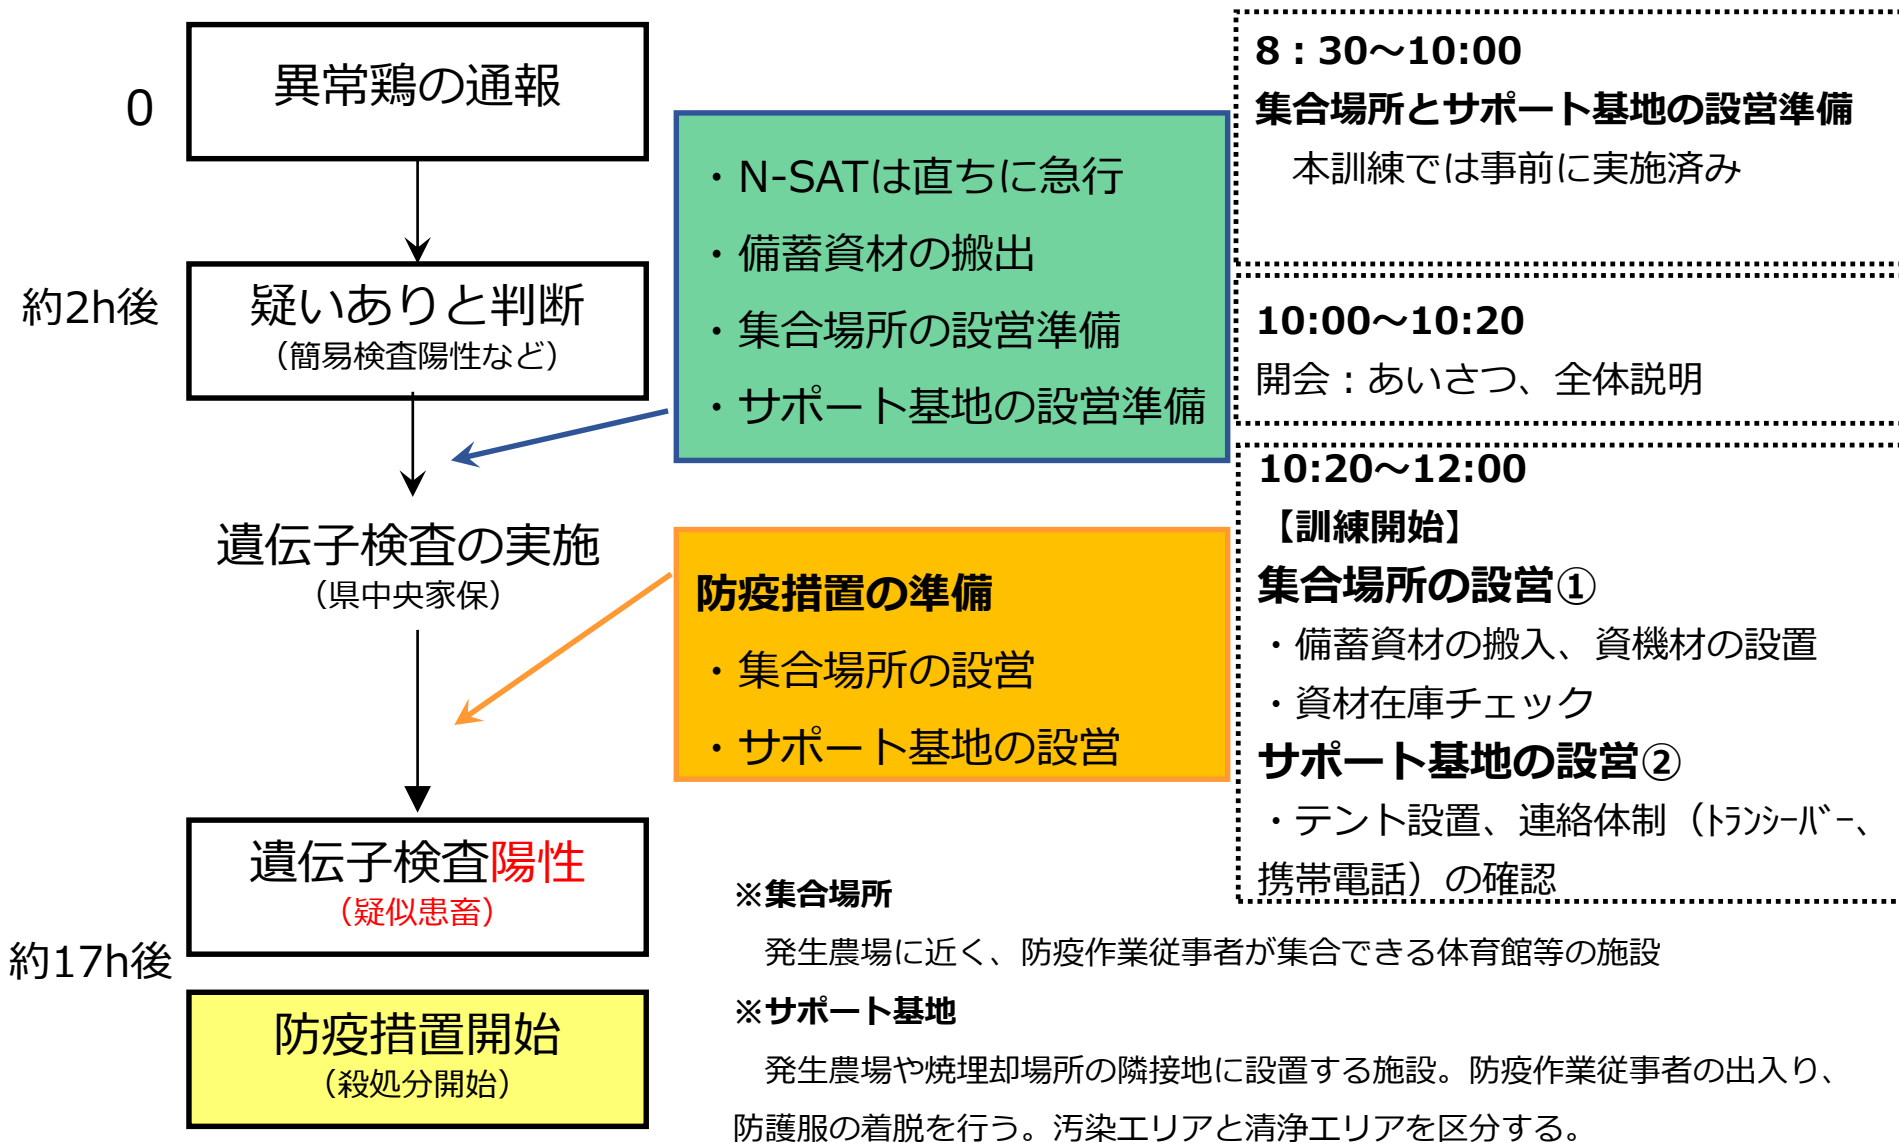 0
異常鶏の通報
約2h後
疑いありと判断
（簡易検査陽性など）
遺伝子検査の実施
（県中央家保）
遺伝子検査陽性
（疑似患畜）
約17h後
防疫措置開始
（殺処分開始）
・N-SATは直ちに急行
・備蓄資材の搬出
・集合場所の設営準備
・サポート基地の設営準備
防疫措置の準備
・集合場所の設営
・サポート基地の設営
8：30～10:00
集合場所とサポート基地の設営準備
本訓練では事前に実施済み
10:00～10:20
開会：あいさつ、全体説明
10:20～12:00
【訓練開始】
集合場所の設営①
・備蓄資材の搬入、資機材の設置
・資材在庫チェック
サポート基地の設営②
・テント設置、連絡体制（ﾄﾗﾝｼｰﾊﾞｰ、
携帯電話）の確認
※集合場所
発生農場に近く、防疫作業従事者が集合できる体育館等の施設
※サポート基地
発生農場や焼埋却場所の隣接地に設置する施設。防疫作業従事者の出入り、
防護服の着脱を行う。汚染エリアと清浄エリアを区分する。